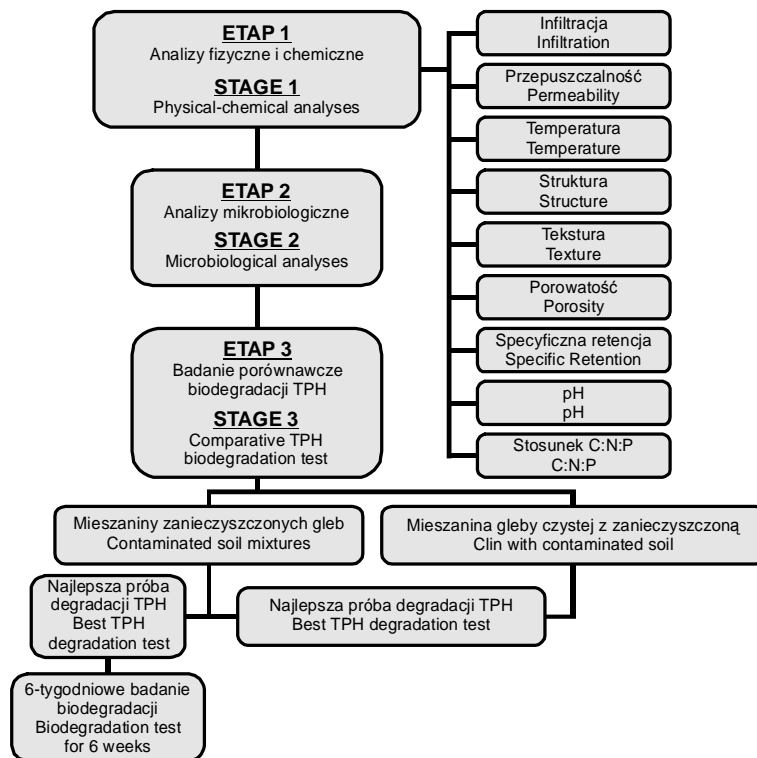 ETAP 1
Analizy fizyczne i chemiczne
STAGE 1
Physical-chemical analyses
Infiltracja
Infiltration
Przepuszczalność
Permeability
Temperatura
Temperature
Struktura
Structure
Tekstura
Texture
Porowatość
Porosity
Specyficzna retencja
Specific Retention
pH
pH
Stosunek C:N:P
C:N:P
ETAP 2
Analizy mikrobiologiczne
STAGE 2
Microbiological analyses
ETAP 3
Badanie porównawcze
biodegradacji TPH
STAGE 3
Comparative TPH
biodegradation test
Mieszaniny zanieczyszczonych gleb
Contaminated soil mixtures
Mieszanina gleby czystej z zanieczyszczoną
Clin with contaminated soil
Najlepsza próba
degradacji TPH
Best TPH
degradation test
Najlepsza próba degradacji TPH
Best TPH degradation test
6-tygodniowe badanie
biodegradacji
Biodegradation test
for 6 weeks